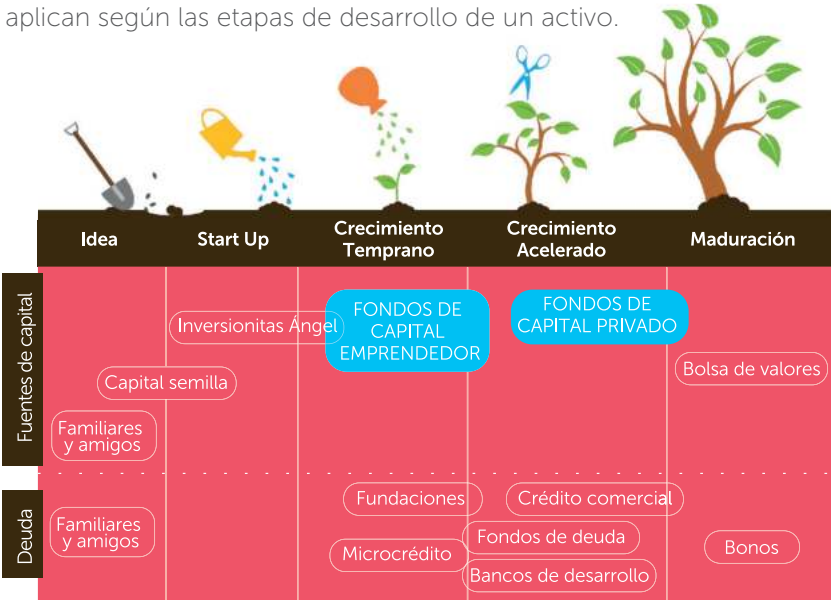 aplican según las etapas de desarrollo de un activo.
Idea
Start Up
Crecimiento
Temprano
Crecimiento
Acelerado
Maduración
Fuentes de capital
Inversionitas Ángel
FONDOS DE
CAPITAL
EMPRENDEDOR
FONDOS DE
CAPITAL PRIVADO
Bolsa de valores
Capital semilla
Familiares
y amigos
Deuda
Familiares
y amigos
Fundaciones
Crédito comercial
Microcrédito
Fondos de deuda
Bancos de desarrollo
Bonos